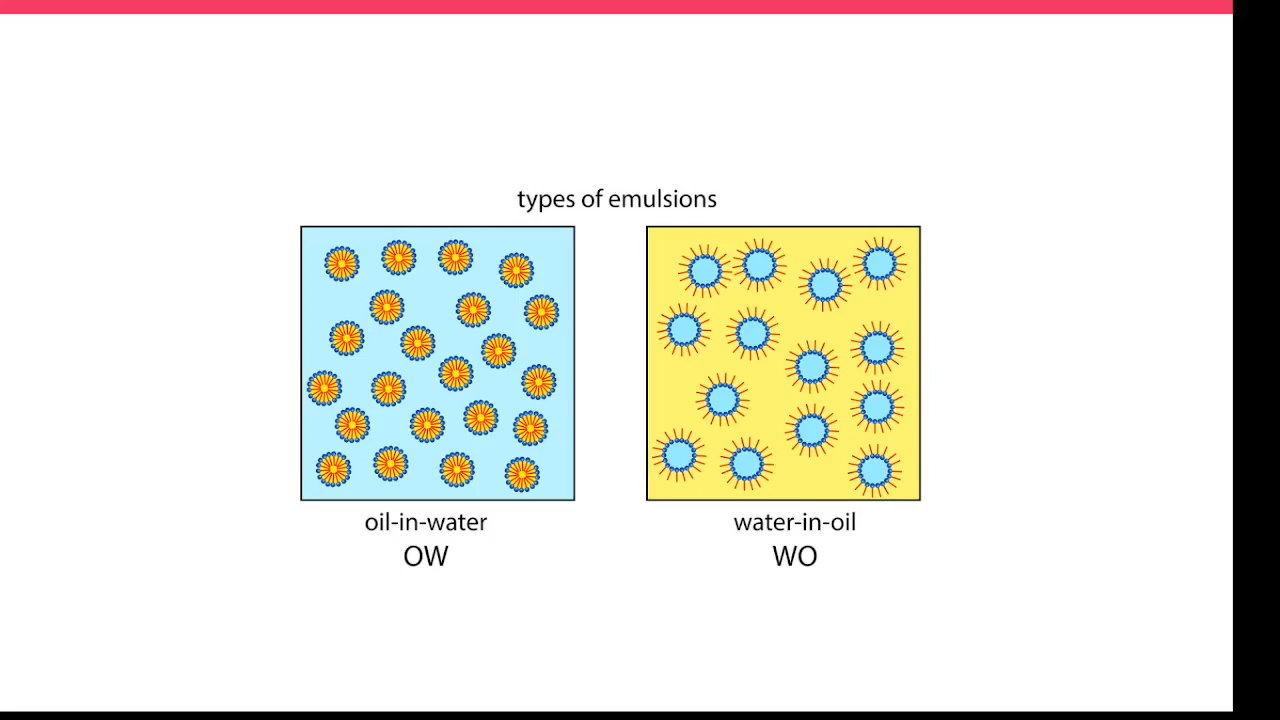 types of emulsions
oil-in-water
OW
water-in-oil
WO